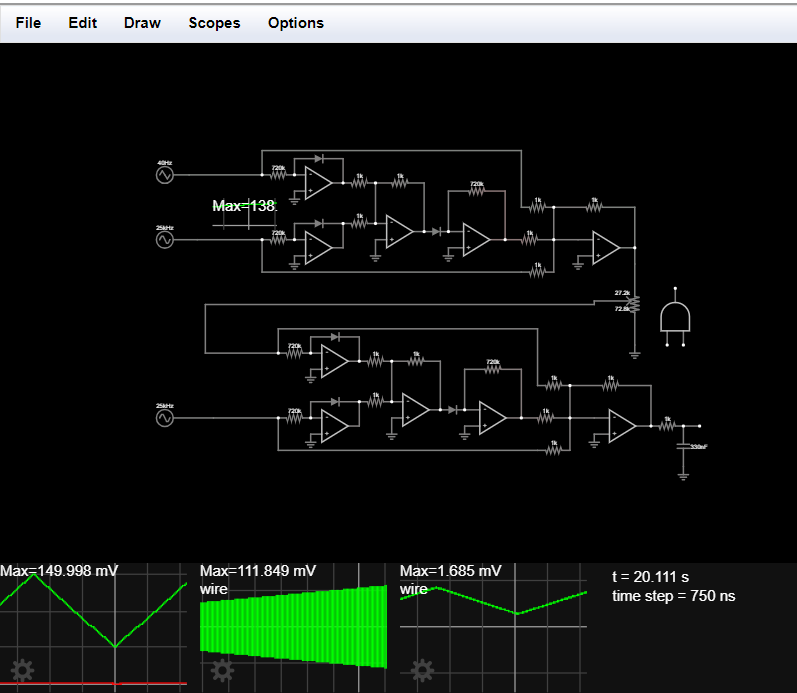 File Edit Draw Scopes Options
40Hz
720k
1k
1k
720k
1k
1k
Max=138.
1k
25kHz
720k
1k
1k
27.2k
72.8k
720k
1k
1k
720k
1k
1k
25kHz
720k
1k
1k
1k
1k
330nF
Max=149.998 mV
Max=111.849 mV
wire
Max=1.685 mV
wire
t = 20.111 s
time step = 750 ns